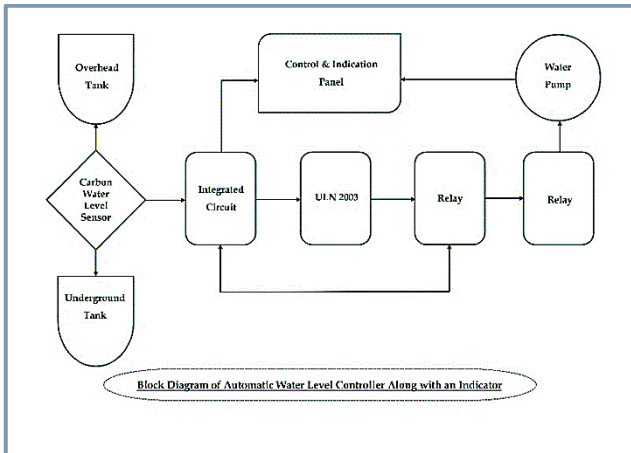 Overhead
Tank
Control & Indication
Panel
Water
Pump
Carbon
Water
Level
Sensor
Integrated
Circuit
ULN 2003
Relay
Relay
Underground
Tank
Block Diagram of Automatic Water Level Controller Along with an Indicator